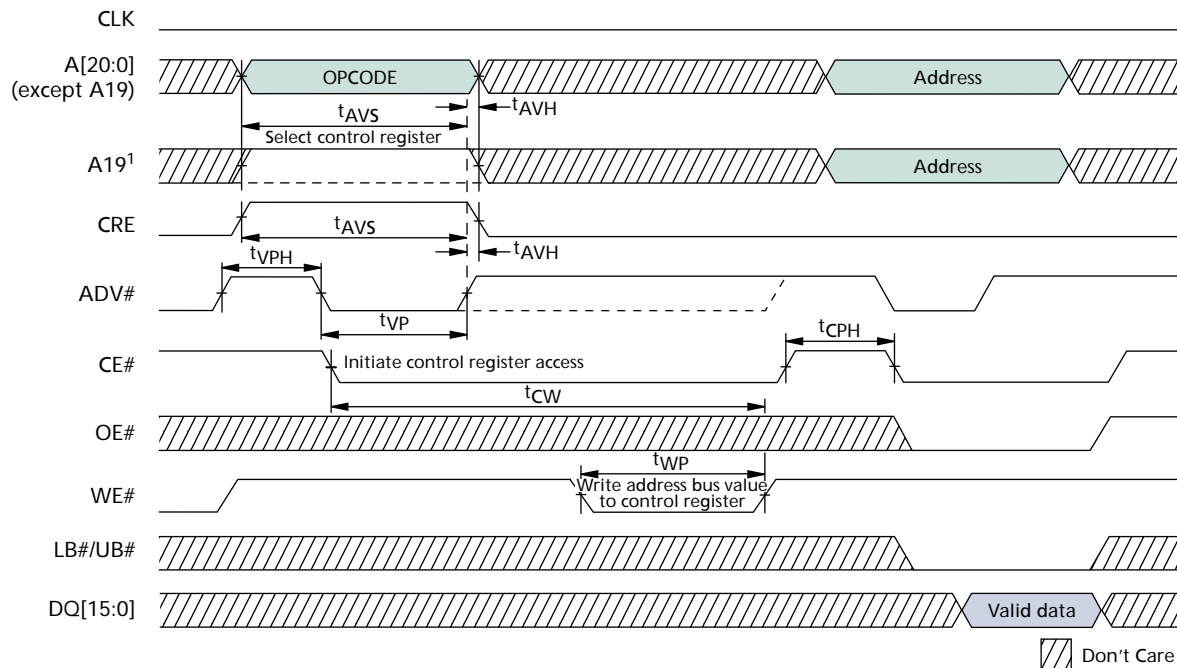 CLK
A[20:0]
(except A19)
OPCODE
Address
tAVS
tAVH
Select control register
A19¹
Address
CRE
tAVS
tAVH
tVPH
ADV#
tVP
tCPH
CE#
Initiate control register access
tCW
OE#
tWP
WE#
Write address bus value
to control register
LB#/UB#
DQ[15:0]
Valid data
Don't Care